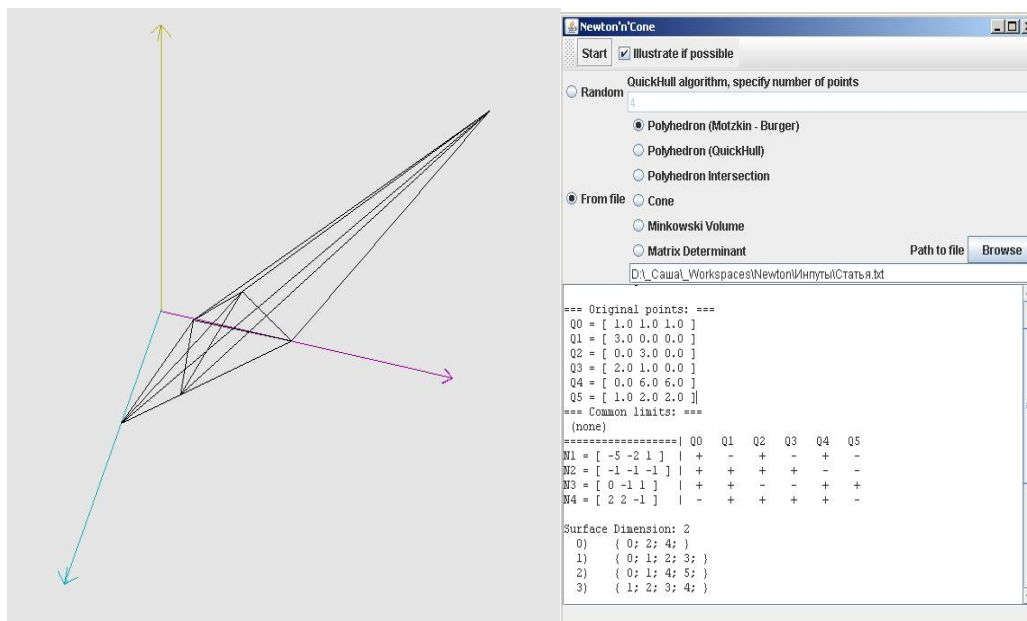 Newton'n'Cone
Start Illustrate if possible
QuickHull algorithm, specify number of points
Random
4
Polyhedron (Motzkin - Burger)
Polyhedron (QuickHull)
Polyhedron Intersection
From file Cone
Minkowski Volume
Matrix Determinant Path to file Browse
D:\_Саша\_Workspaces\Newton\Инпуты\Статья.txt
=== Original points: ===
Q0 = [ 1.0 1.0 1.0 ]
Q1 = [ 3.0 0.0 0.0 ]
Q2 = [ 0.0 3.0 0.0 ]
Q3 = [ 2.0 1.0 0.0 ]
Q4 = [ 0.0 6.0 6.0 ]
Q5 = [ 1.0 2.0 2.0 ]
=== Common limits: ===
(none)
==================| Q0 Q1 Q2 Q3 Q4 Q5
N1 = [ -5 -2 1 ] | + - + - + -
N2 = [ -1 -1 -1 ] | + + + + - -
N3 = [ 0 -1 1 ] | + + - - + +
N4 = [ 2 2 -1 ] | - + + + + -
Surface Dimension: 2
0) { 0; 2; 4; }
1) { 0; 1; 2; 3; }
2) { 0; 1; 4; 5; }
3) { 1; 2; 3; 4; }